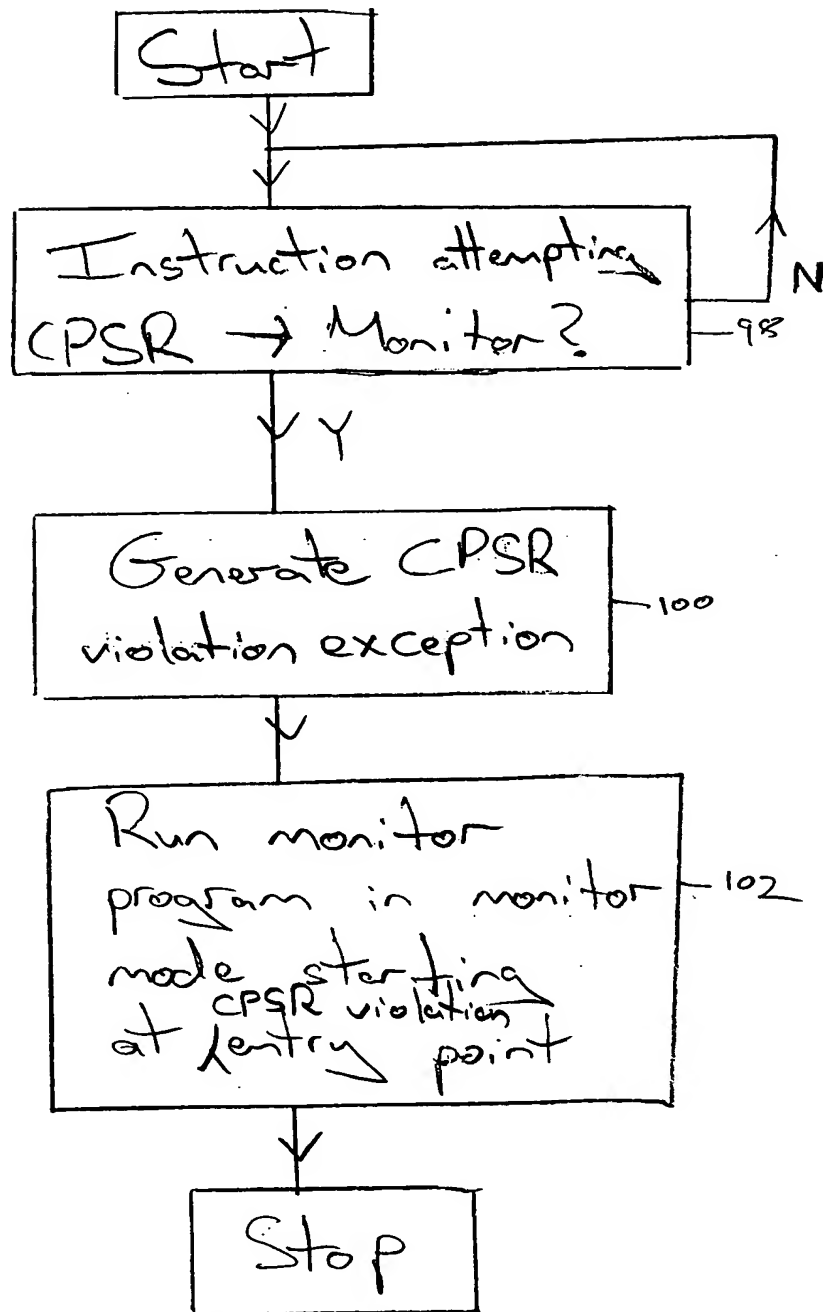 Start
Instruction attempting
CPSR → Monitor?
N
98
Y
Generate CPSR
violation exception
100
Run monitor
program in monitor
102
mode starting
CPSR violation
at entry point
Stop